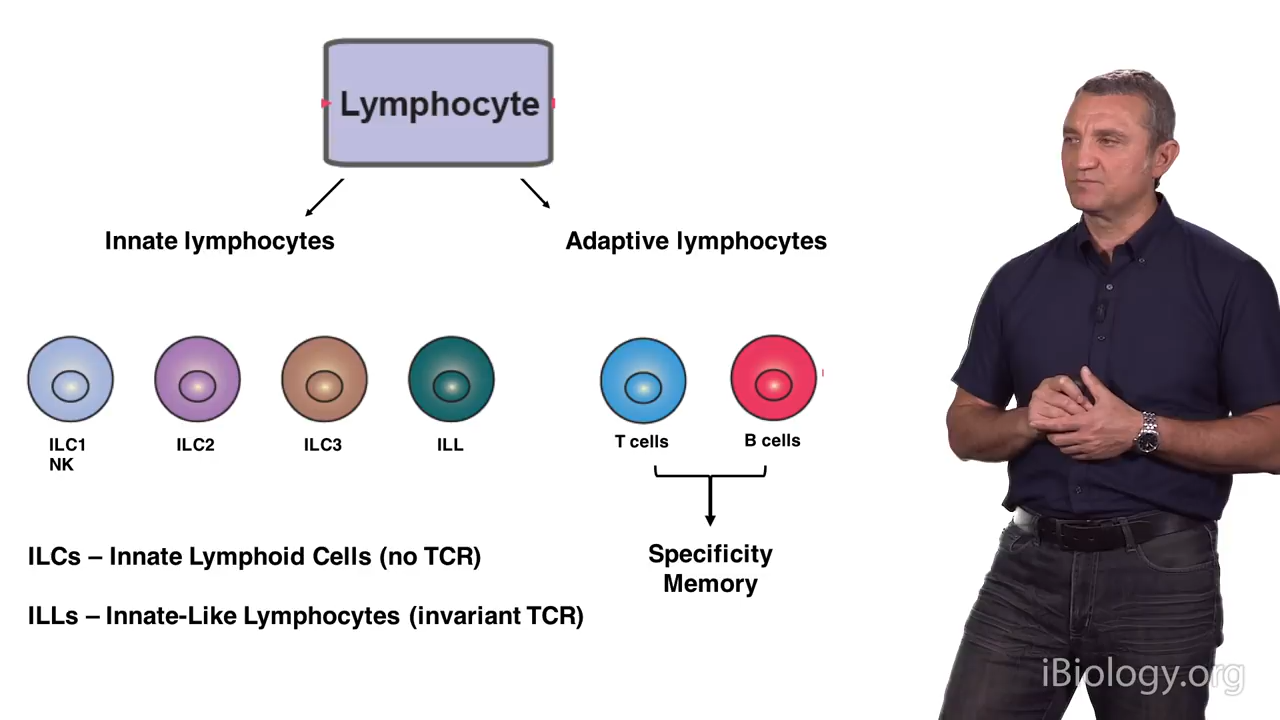 Lymphocyte
Innate lymphocytes
Adaptive lymphocytes
ILC1
NK
ILC2
ILC3
ILL
T cells
B cells
Specificity
Memory
ILCs – Innate Lymphoid Cells (no TCR)
ILLs – Innate-Like Lymphocytes (invariant TCR)
iBiology.org